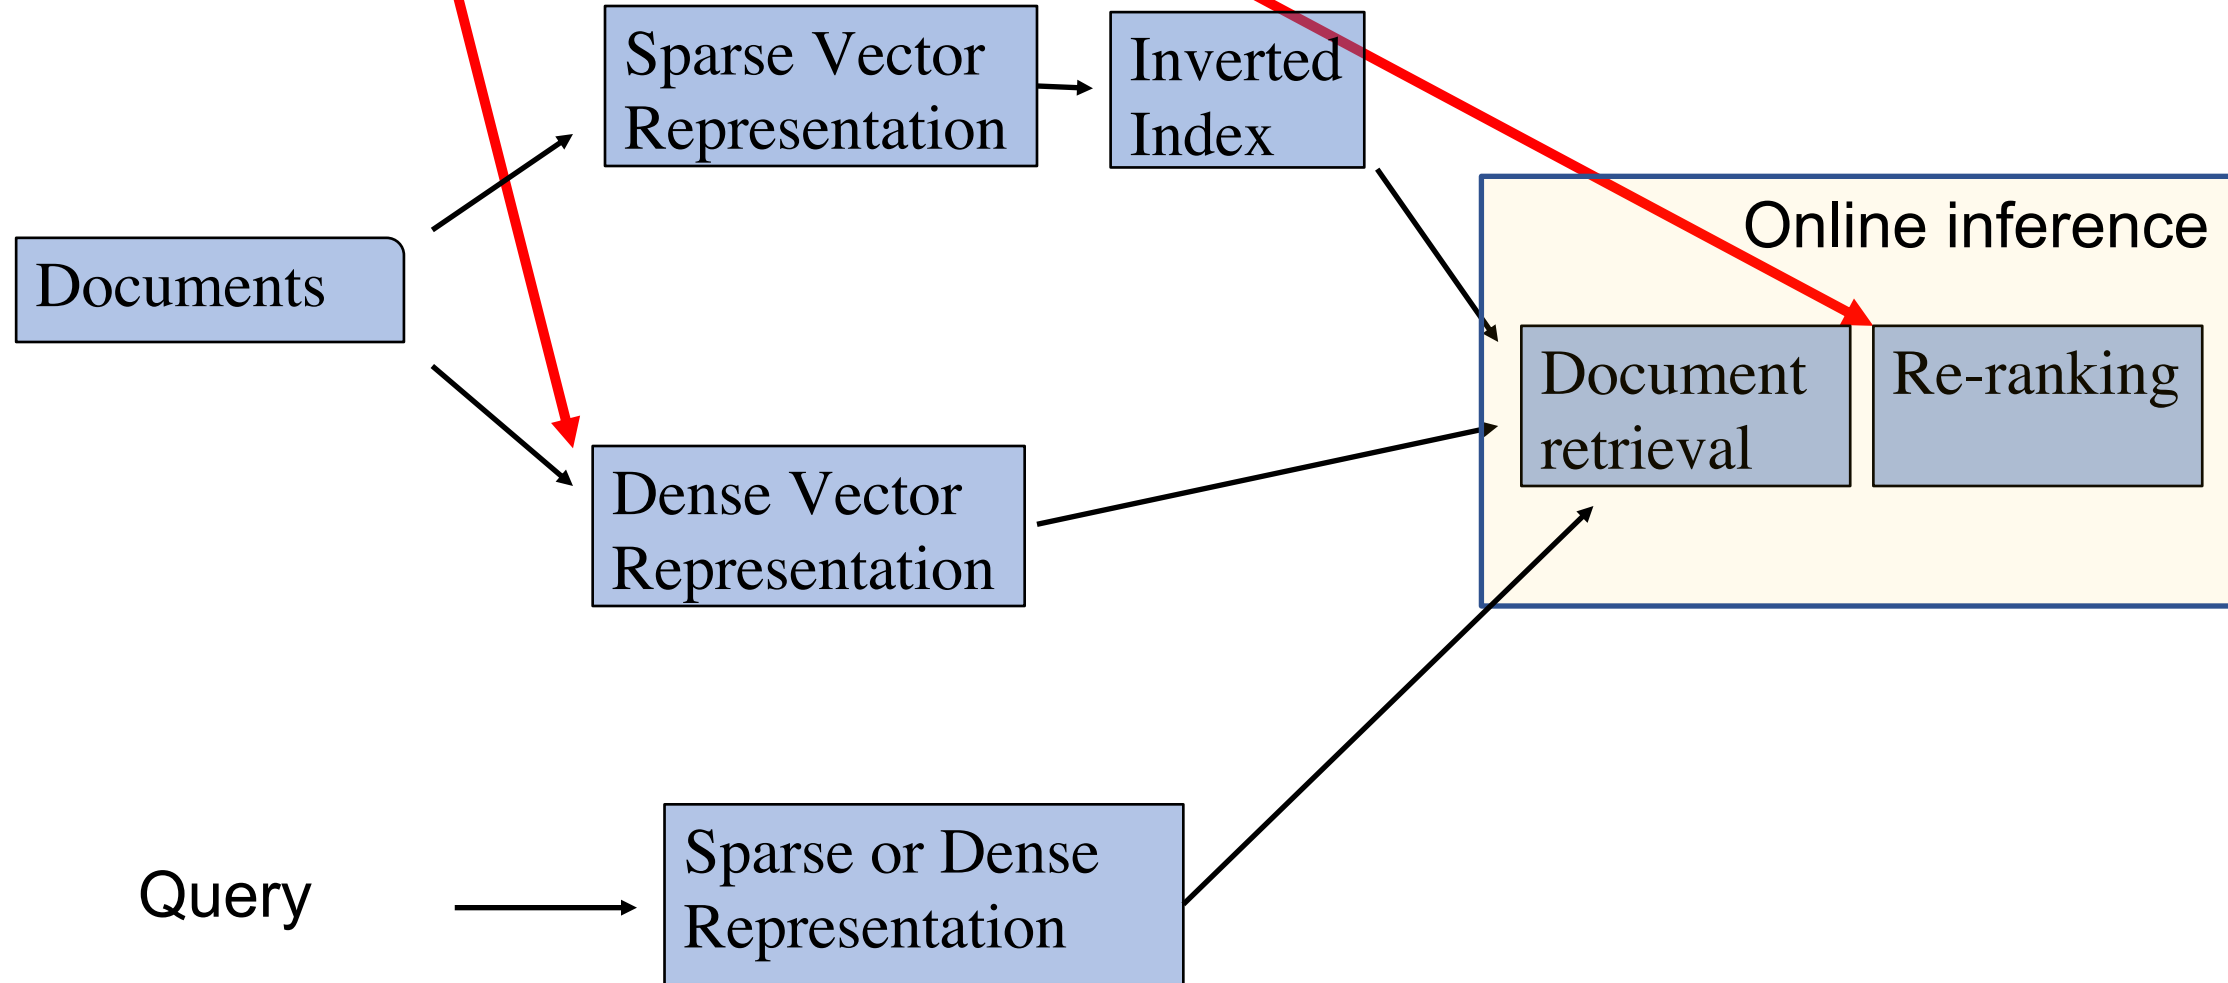 Sparse Vector
Representation
Inverted
Index
Online inference
Documents
Document
retrieval
Re-ranking
Dense Vector
Representation
Query
Sparse or Dense
Representation